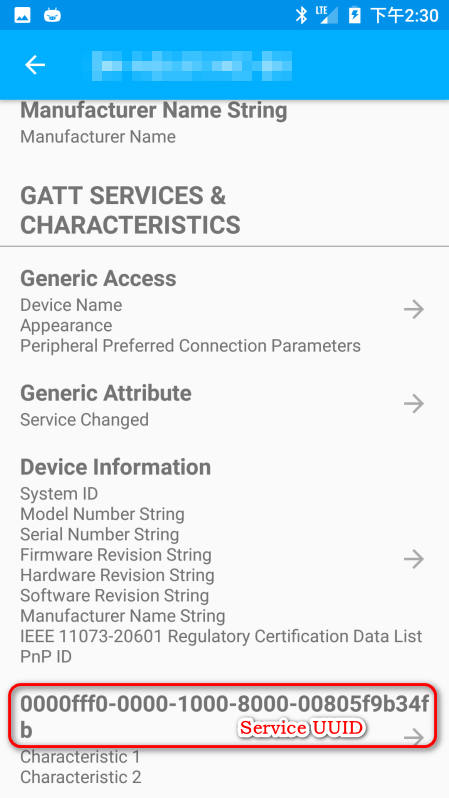 LTE 下午2:30
Manufacturer Name String
Manufacturer Name
GATT SERVICES &
CHARACTERISTICS
Generic Access
Device Name
Appearance
Peripheral Preferred Connection Parameters
Generic Attribute
Service Changed
Device Information
System ID
Model Number String
Serial Number String
Firmware Revision String
Hardware Revision String
Software Revision String
Manufacturer Name String
IEEE 11073-20601 Regulatory Certification Data List
PnP ID
0000fff0-0000-1000-8000-00805f9b34f
b
Service UUID
Characteristic 1
Characteristic 2